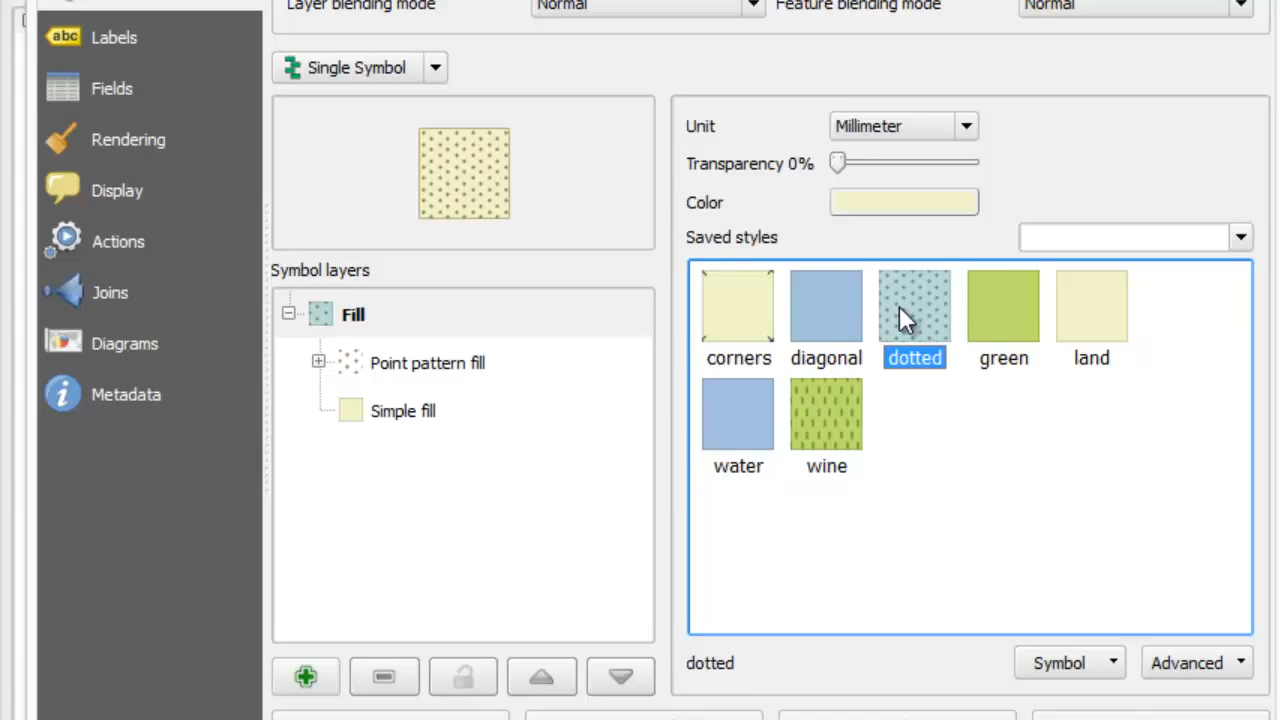 Layer blending mode Normal Feature blending mode Normal
abc Labels
Fields
Rendering
Display
Actions
Joins
Diagrams
Metadata
Single Symbol
Symbol layers
Fill
Point pattern fill
Simple fill
Unit Millimeter
Transparency 0%
Color
Saved styles
corners diagonal dotted green land
water wine
dotted Symbol Advanced